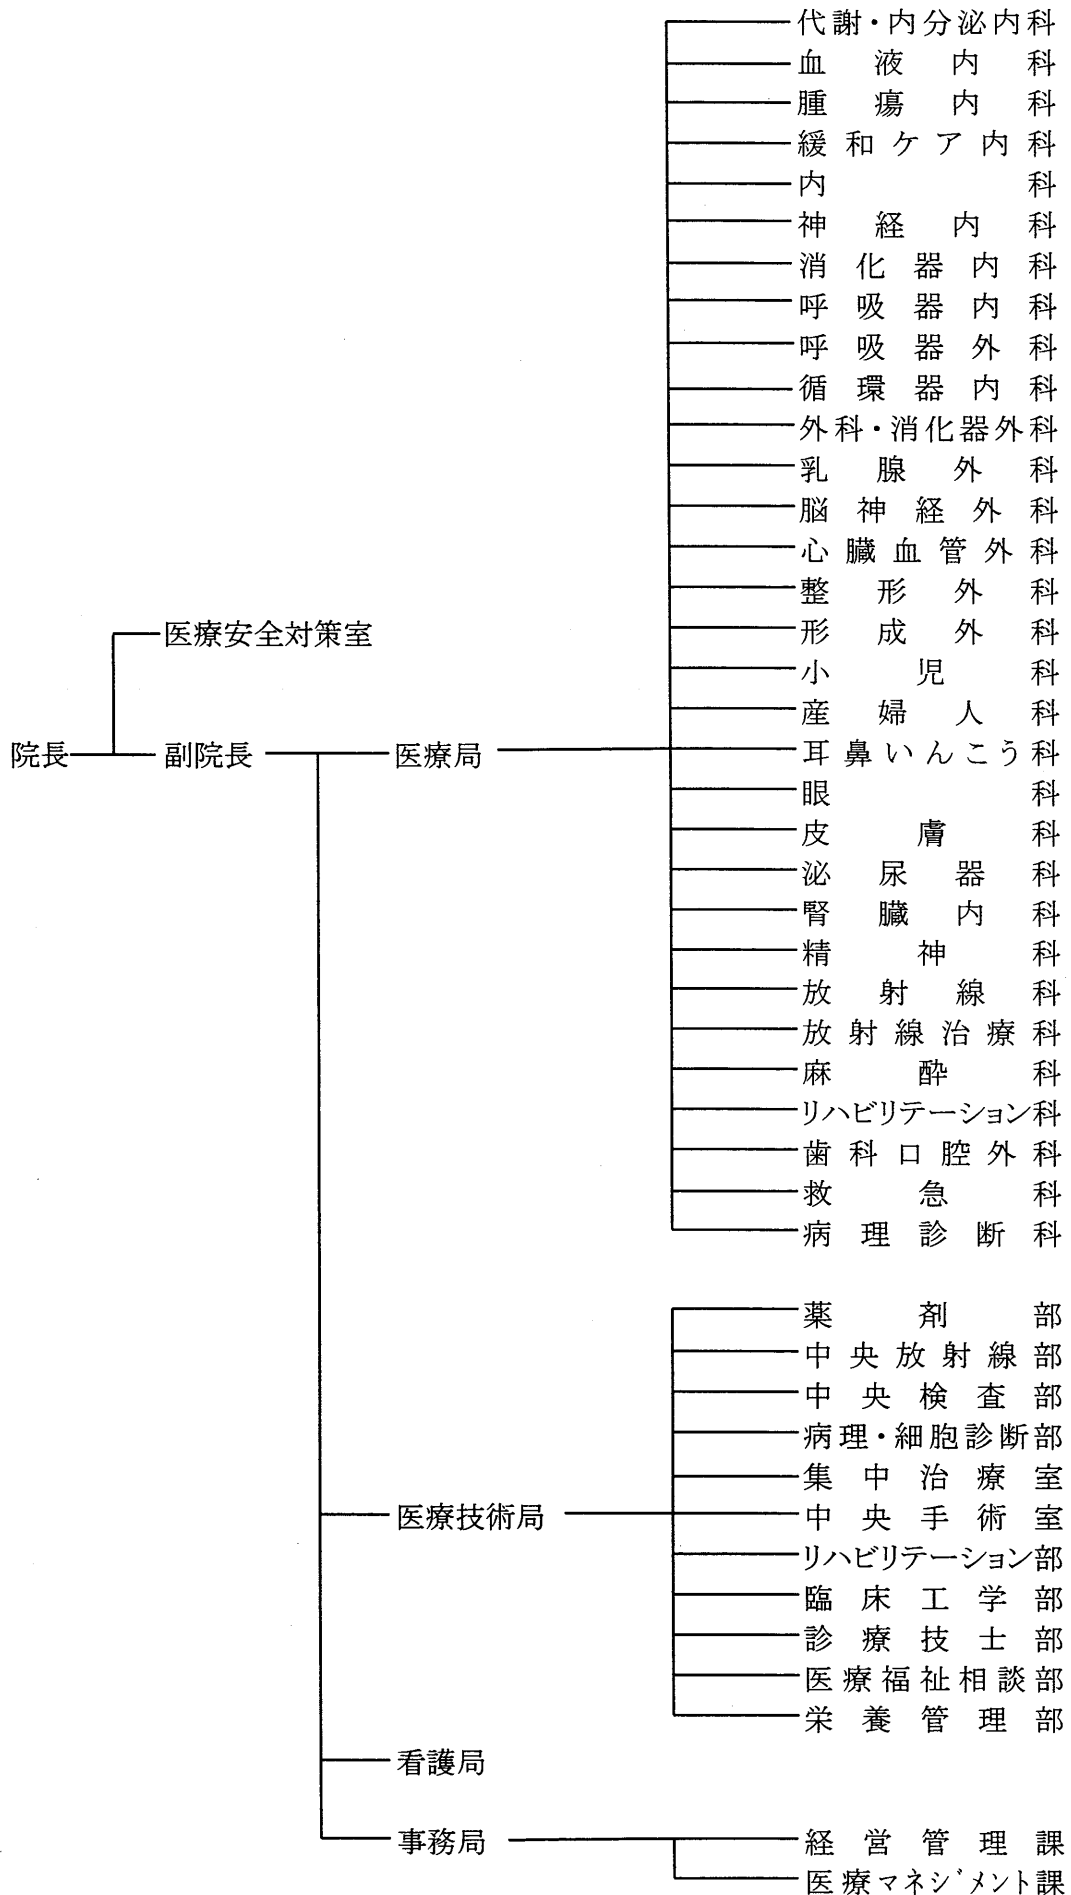 代謝・内分泌内科
血液内科
腫瘍内科
緩和ケア内科
内科
神経内科
消化器内科
呼吸器内科
呼吸器外科
循環器内科
外科・消化器外科
乳腺外科
脳神経外科
心臓血管外科
整形外科
医療安全対策室 形成外科
小児科
産婦人科
院長 副院長 医療局 耳鼻いんこう科
眼科
皮膚科
泌尿器科
腎臓内科
精神科
放射線科
放射線治療科
麻酔科
リハビリテーション科
歯科口腔外科
救急科
病理診断科
薬剤部
中央放射線部
中央検査部
病理・細胞診断部
集中治療室
医療技術局 中央手術室
リハビリテーション部
臨床工学部
診療技士部
医療福祉相談部
栄養管理部
看護局
事務局 経営管理課
医療マネジメント課